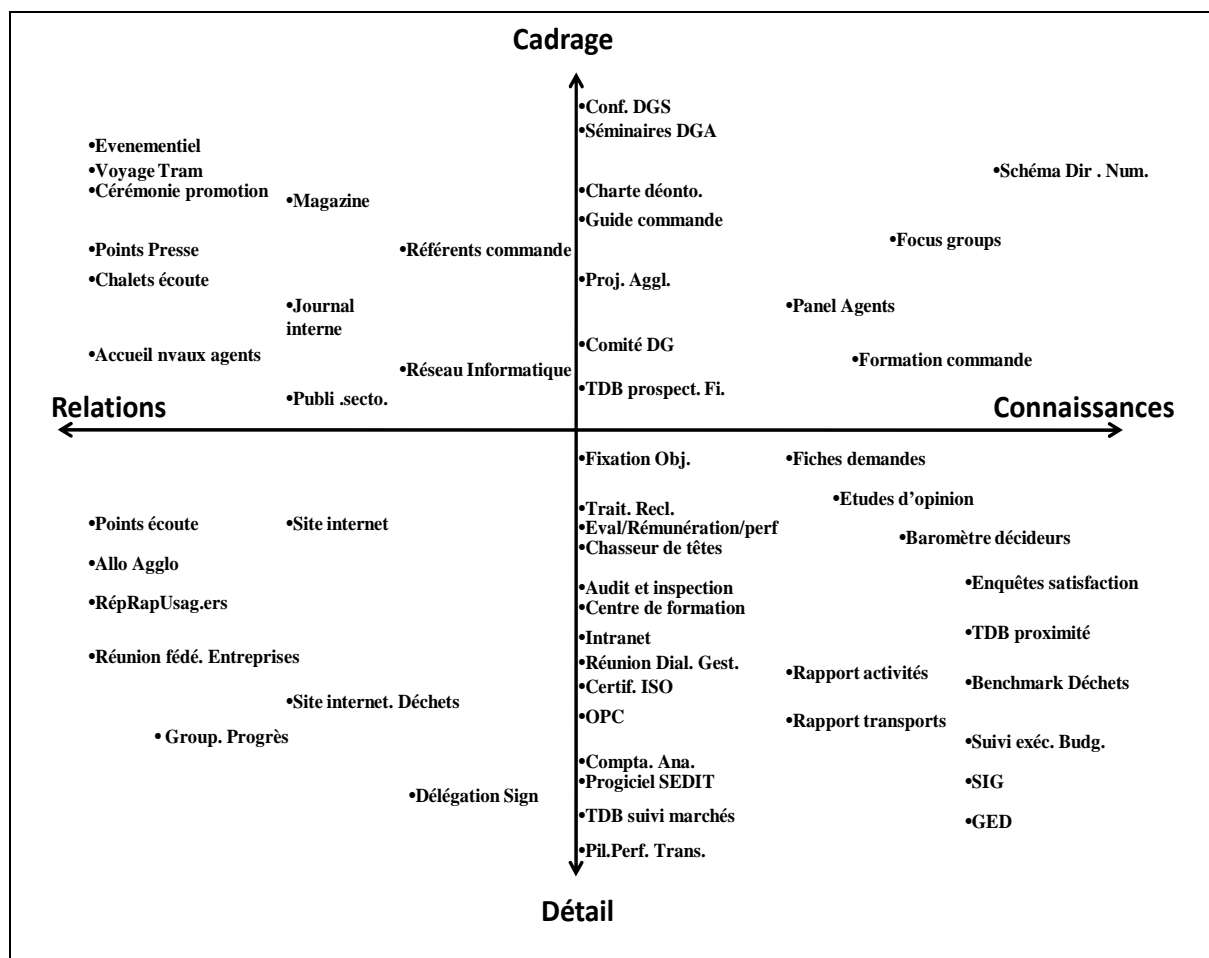 Cadrage
•Conf. DGS
•Séminaires DGA
•Evenementiel
•Voyage Tram
•Schéma Dir . Num.
•Cérémonie promotion
•Charte déonto.
•Magazine
•Guide commande
•Focus groups
•Points Presse
•Référents commande
•Chalets écoute
•Proj. Aggl.
•Journal
interne
•Panel Agents
•Comité DG
•Accueil nvaux agents
•Formation commande
•Réseau Informatique
•TDB prospect. Fi.
•Publi .secto.
Relations
Connaissances
•Fixation Obj.
•Fiches demandes
•Etudes d’opinion
•Trait. Recl.
•Points écoute
•Site internet
•Eval/Rémunération/perf
•Baromètre décideurs
•Chasseur de têtes
•Allo Agglo
•Enquêtes satisfaction
•Audit et inspection
•RépRapUsag.ers
•Centre de formation
•TDB proximité
•Intranet
•Réunion fédé. Entreprises
•Réunion Dial. Gest.
•Rapport activités
•Certif. ISO
•Benchmark Déchets
•Site internet. Déchets
•OPC
•Rapport transports
• Group. Progrès
•Suivi exéc. Budg.
•Compta. Ana.
•Progiciel SEDIT
•SIG
•Délégation Sign
•TDB suivi marchés
•GED
•Pil.Perf. Trans.
Détail